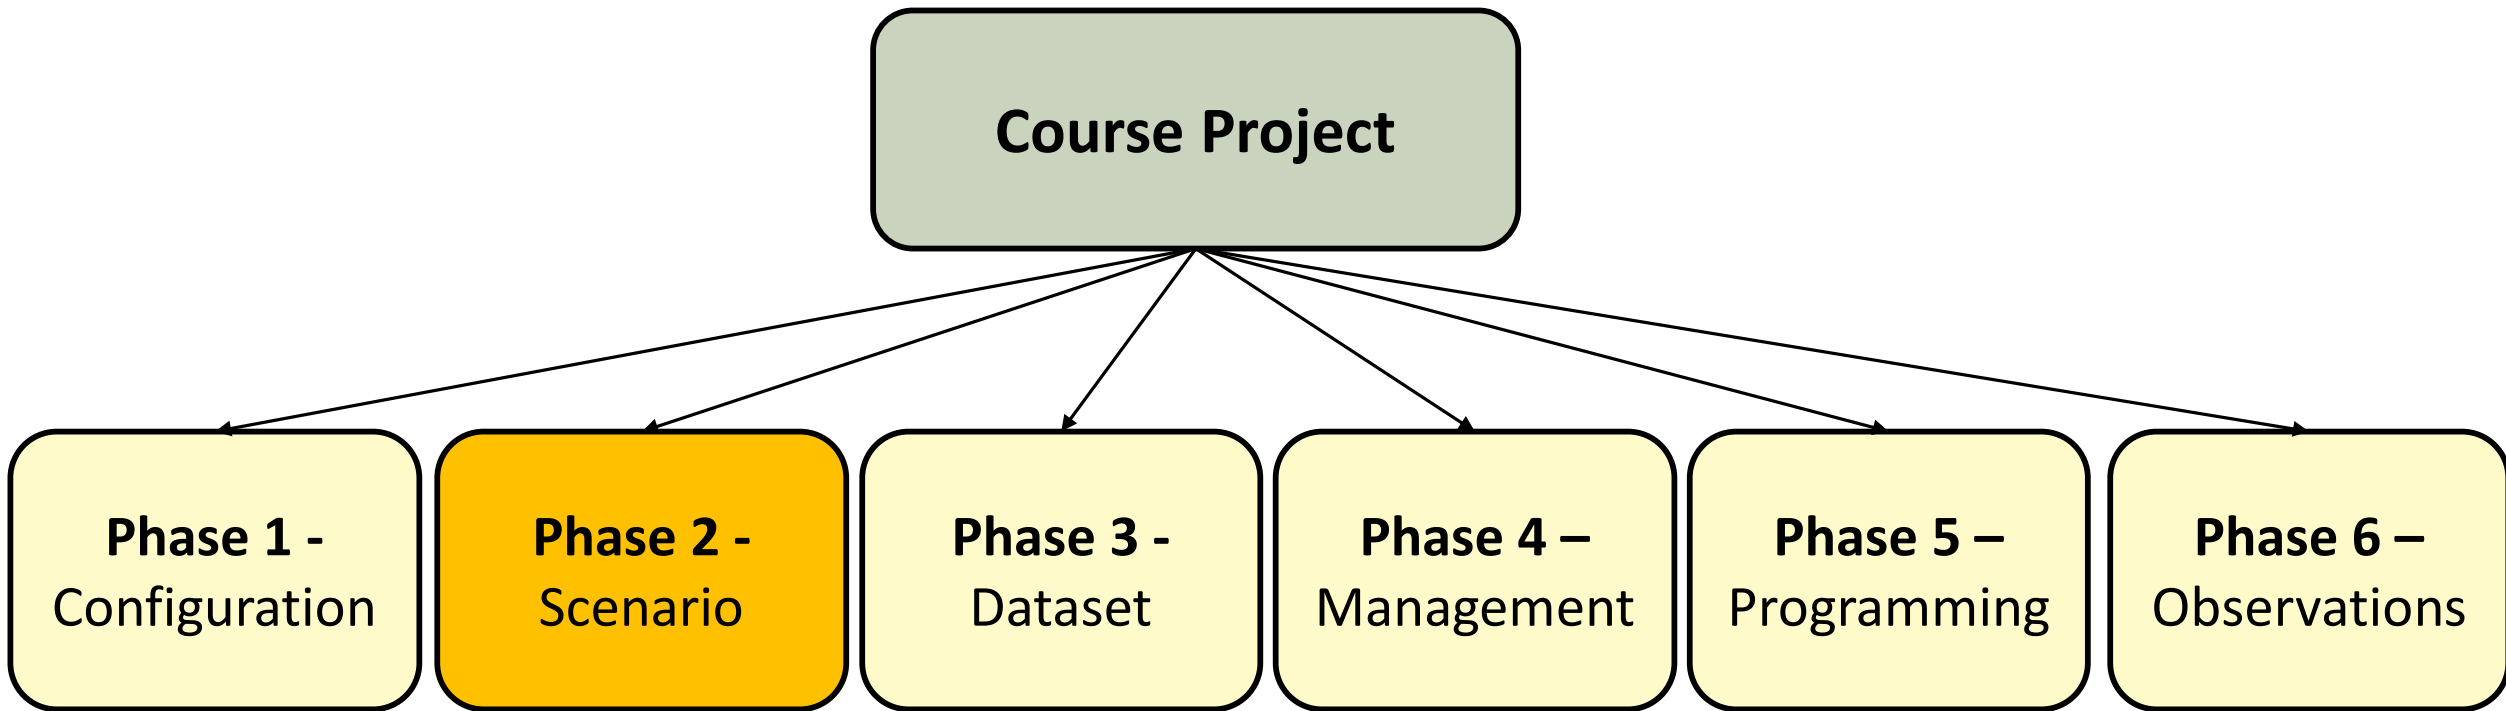 Course Project
Phase 1 -
Configuration
Phase 2 -
Scenario
Phase 3 -
Dataset
Phase 4 —
Management
Phase 5 —
Programming
Phase 6 —
Observations